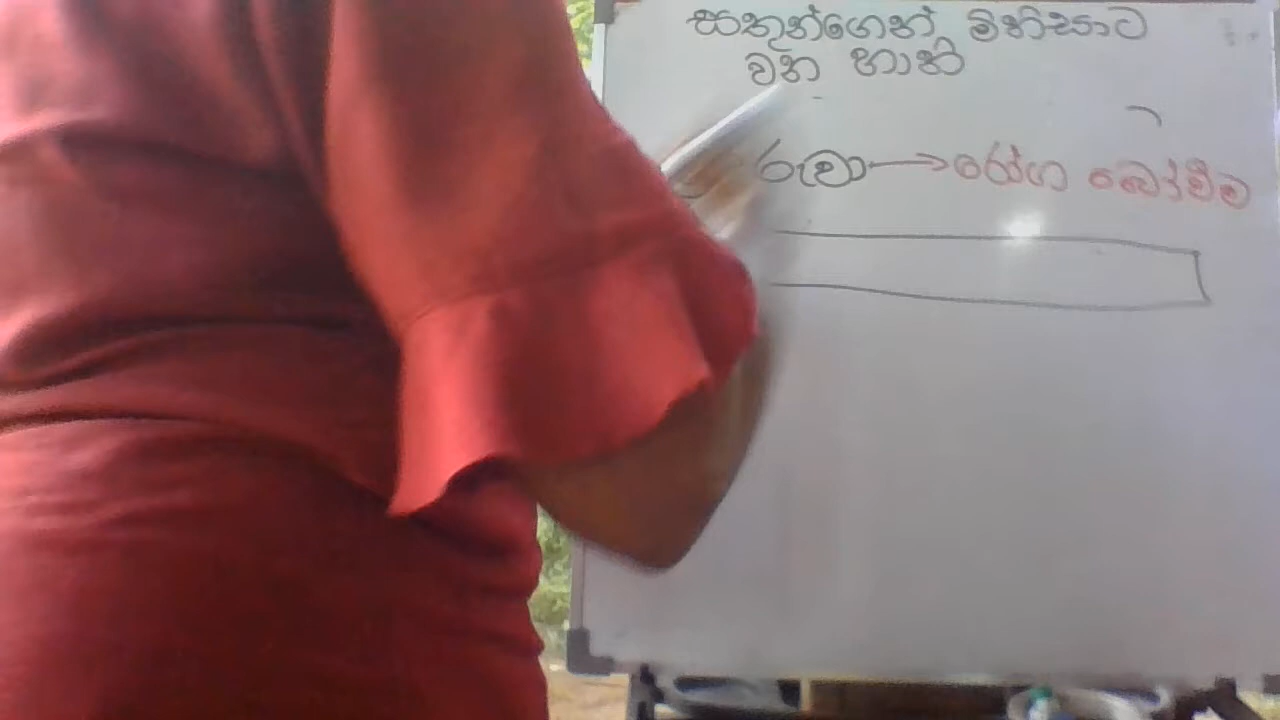 සතුන්ගෙන් මිනිසාට
වන හානි
රුවා → රෝග බෝවීම